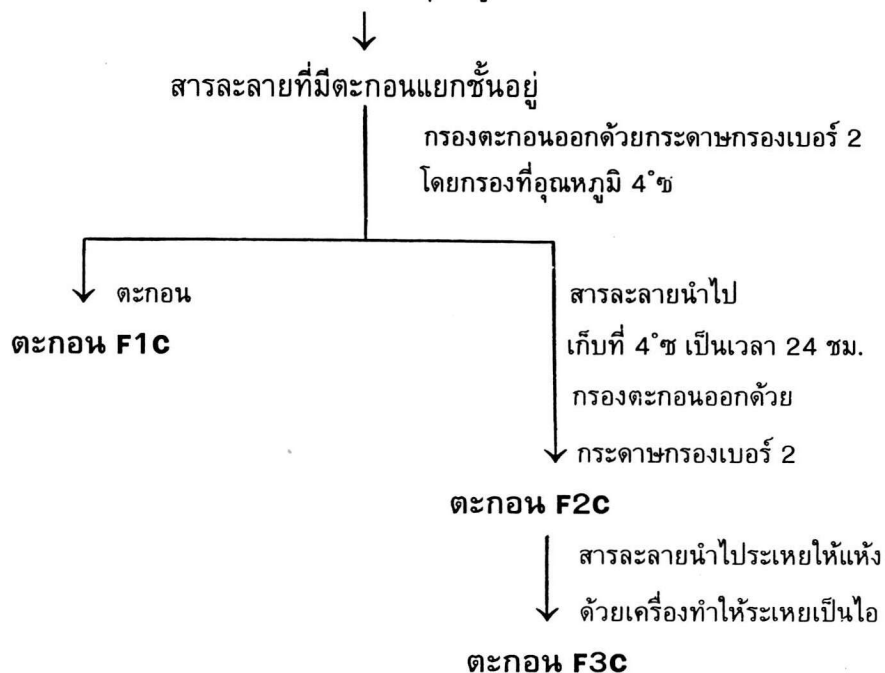 สารละลายที่มีตะกอนแยกชั้นอยู่
กรองตะกอนออกด้วยกระดาษกรองเบอร์ 2
โดยกรองที่อุณหภูมิ 4°ซ
ตะกอน
ตะกอน F1C
สารละลายนำไป
เก็บที่ 4°ซ เป็นเวลา 24 ชม.
กรองตะกอนออกด้วย
กระดาษกรองเบอร์ 2
ตะกอน F2C
สารละลายนำไประเหยให้แห้ง
ด้วยเครื่องทำให้ระเหยเป็นไอ
ตะกอน F3C